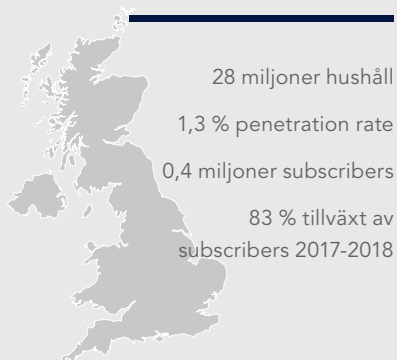 28 miljoner hushåll
1,3 % penetration rate
0,4 miljoner subscribers
83 % tillväxt av
subscribers 2017-2018